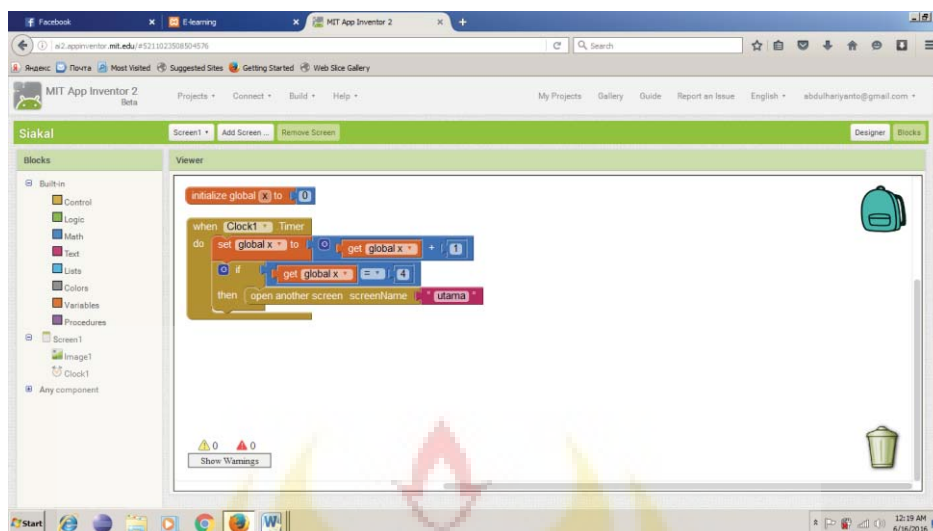 Facebook
E-learning
MIT App Inventor 2
ai2.appinventor.mit.edu/#5211023508504576
Search
Яндекс Почта Most Visited Suggested Sites Getting Started Web Slice Gallery
MIT App Inventor 2
Beta
Projects Connect Build Help My Projects Gallery Guide Report an Issue English abdulhariyanto@gmail.com
Siakal Screen1 Add Screen ... Remove Screen Designer Blocks
Blocks Viewer
Built-in
Control
Logic
Math
Text
Lists
Colors
Variables
Procedures
Screen1
Image1
Clock1
Any component
initialize global x to 0
when Clock1 .Timer
do set global x to get global x + 1
if get global x = 4
then open another screen screenName " utama "
0 0
Show Warnings
Start
12:19 AM
6/16/2016